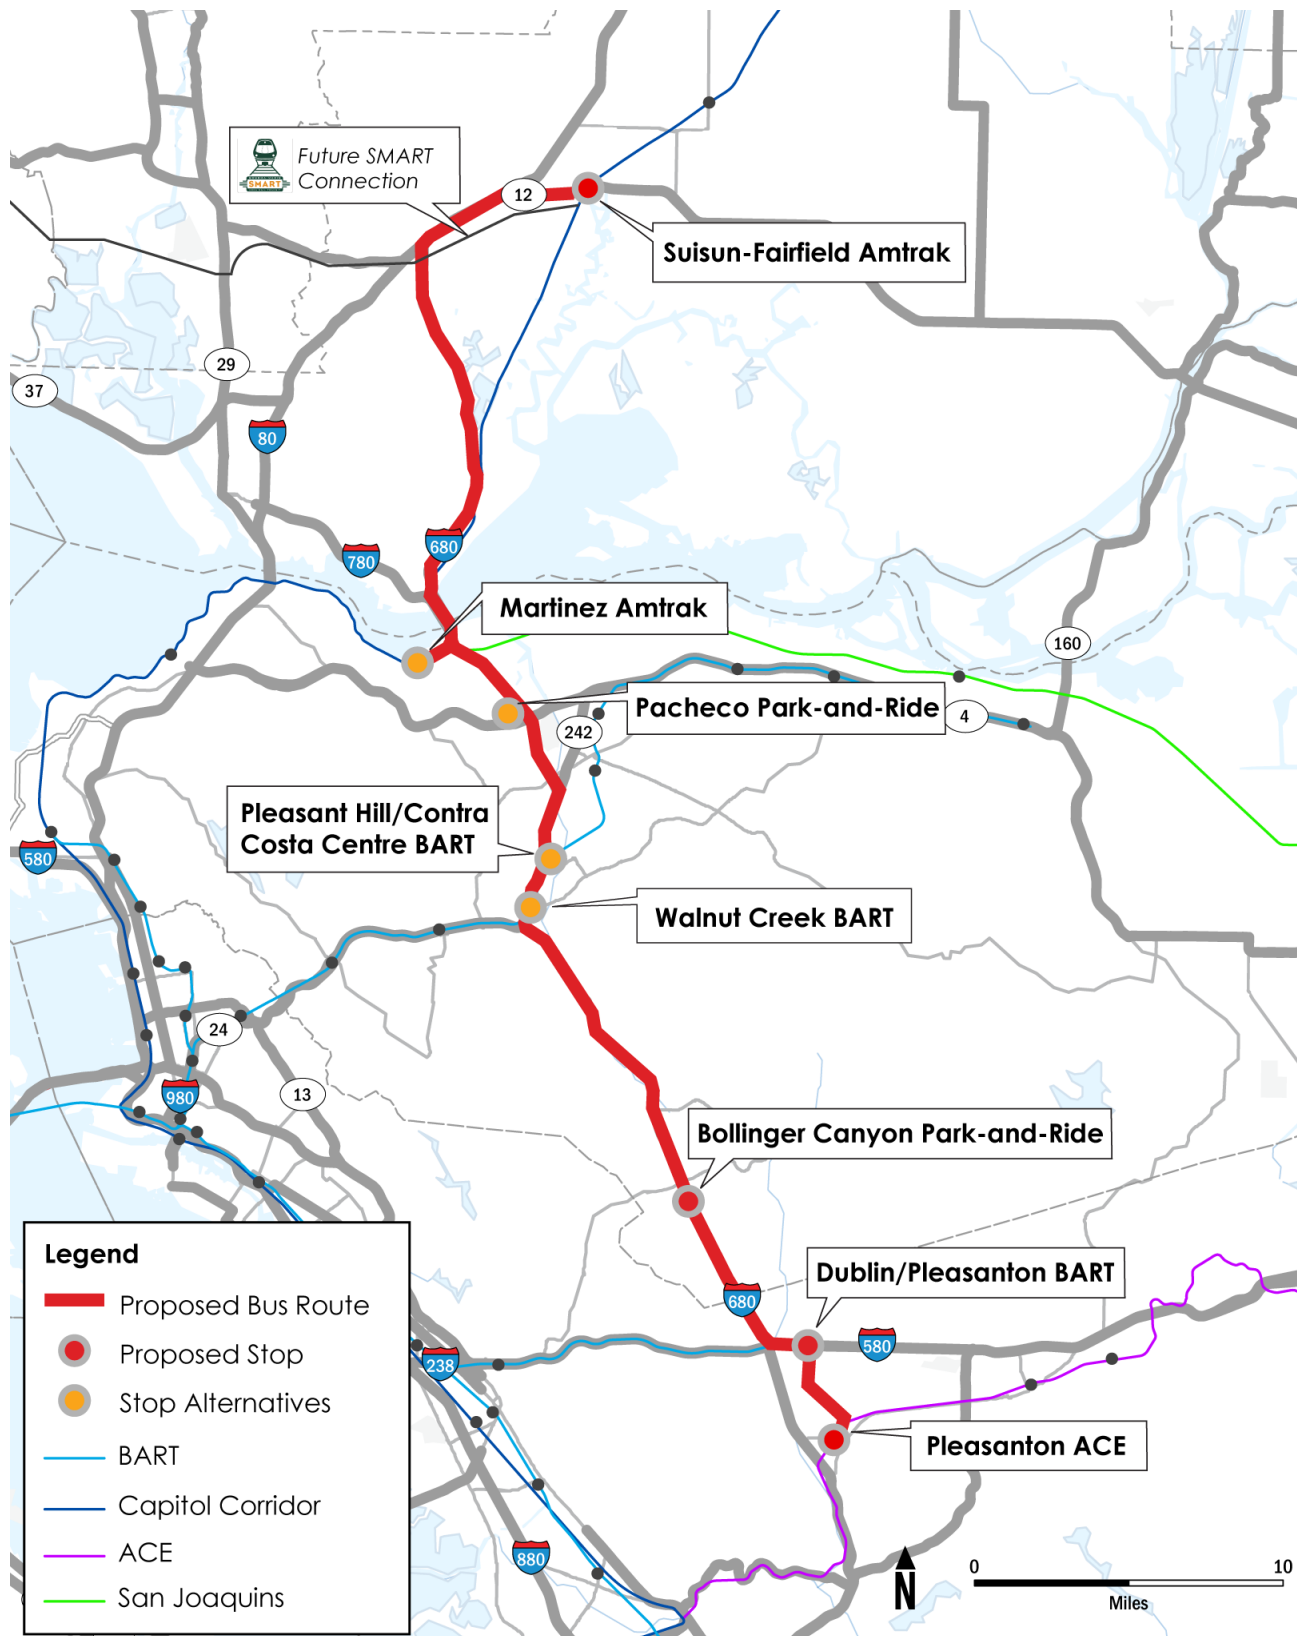 Future SMART
Connection
SMART
12
Suisun-Fairfield Amtrak
29
37
80
780
680
Martinez Amtrak
160
Pacheco Park-and-Ride
4
242
Pleasant Hill/Contra
Costa Centre BART
580
Walnut Creek BART
24
980
13
Bollinger Canyon Park-and-Ride
Dublin/Pleasanton BART
680
580
238
Pleasanton ACE
880
Legend
Proposed Bus Route
Proposed Stop
Stop Alternatives
BART
Capitol Corridor
ACE
San Joaquins
N
0 10
Miles